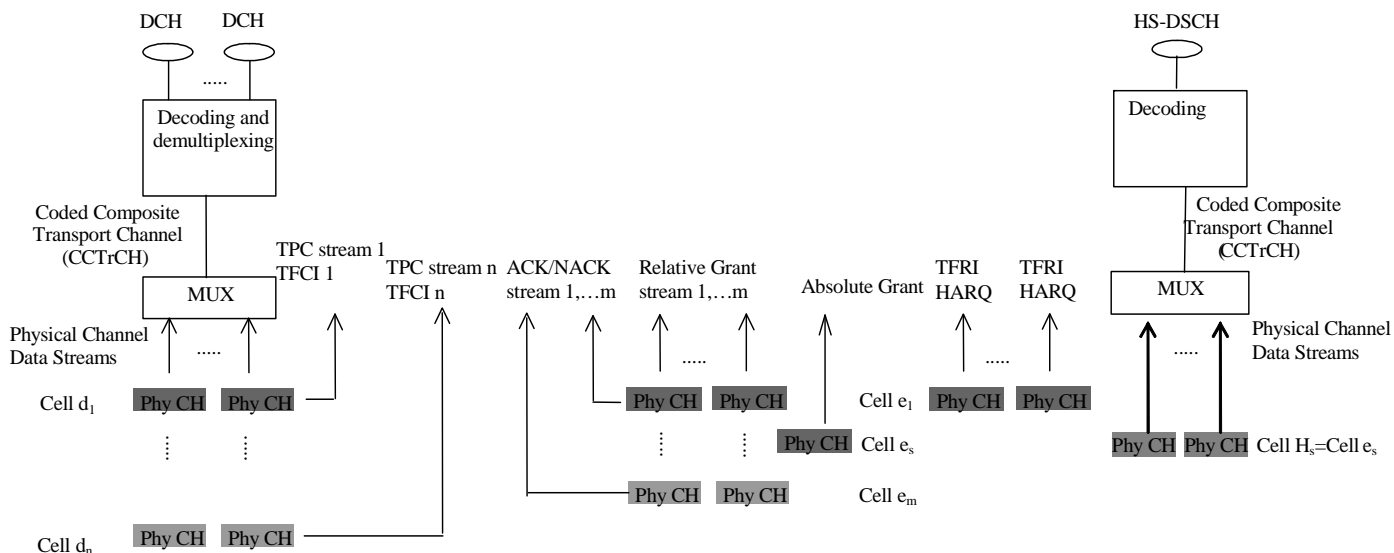 DCH
DCH
HS-DSCH
.....
Decoding and
demultiplexing
Decoding
Coded Composite
Transport Channel
(CCTrCH)
Coded Composite
Transport Channel
(CCTrCH)
TPC stream 1
TFCI 1
TPC stream n
TFCI n
ACK/NACK
stream 1,…m
Relative Grant
stream 1,…m
Absolute Grant
TFRI
HARQ
TFRI
HARQ
MUX
MUX
Physical Channel
Data Streams
.....
.....
.....
.....
Physical Channel
Data Streams
Cell d1
Phy CH
Phy CH
Phy CH
Phy CH
Cell e1
Phy CH
Phy CH
Phy CH
Cell es
Phy CH
Phy CH
Cell Hs=Cell es
Phy CH
Phy CH
Cell em
Cell dn
Phy CH
Phy CH